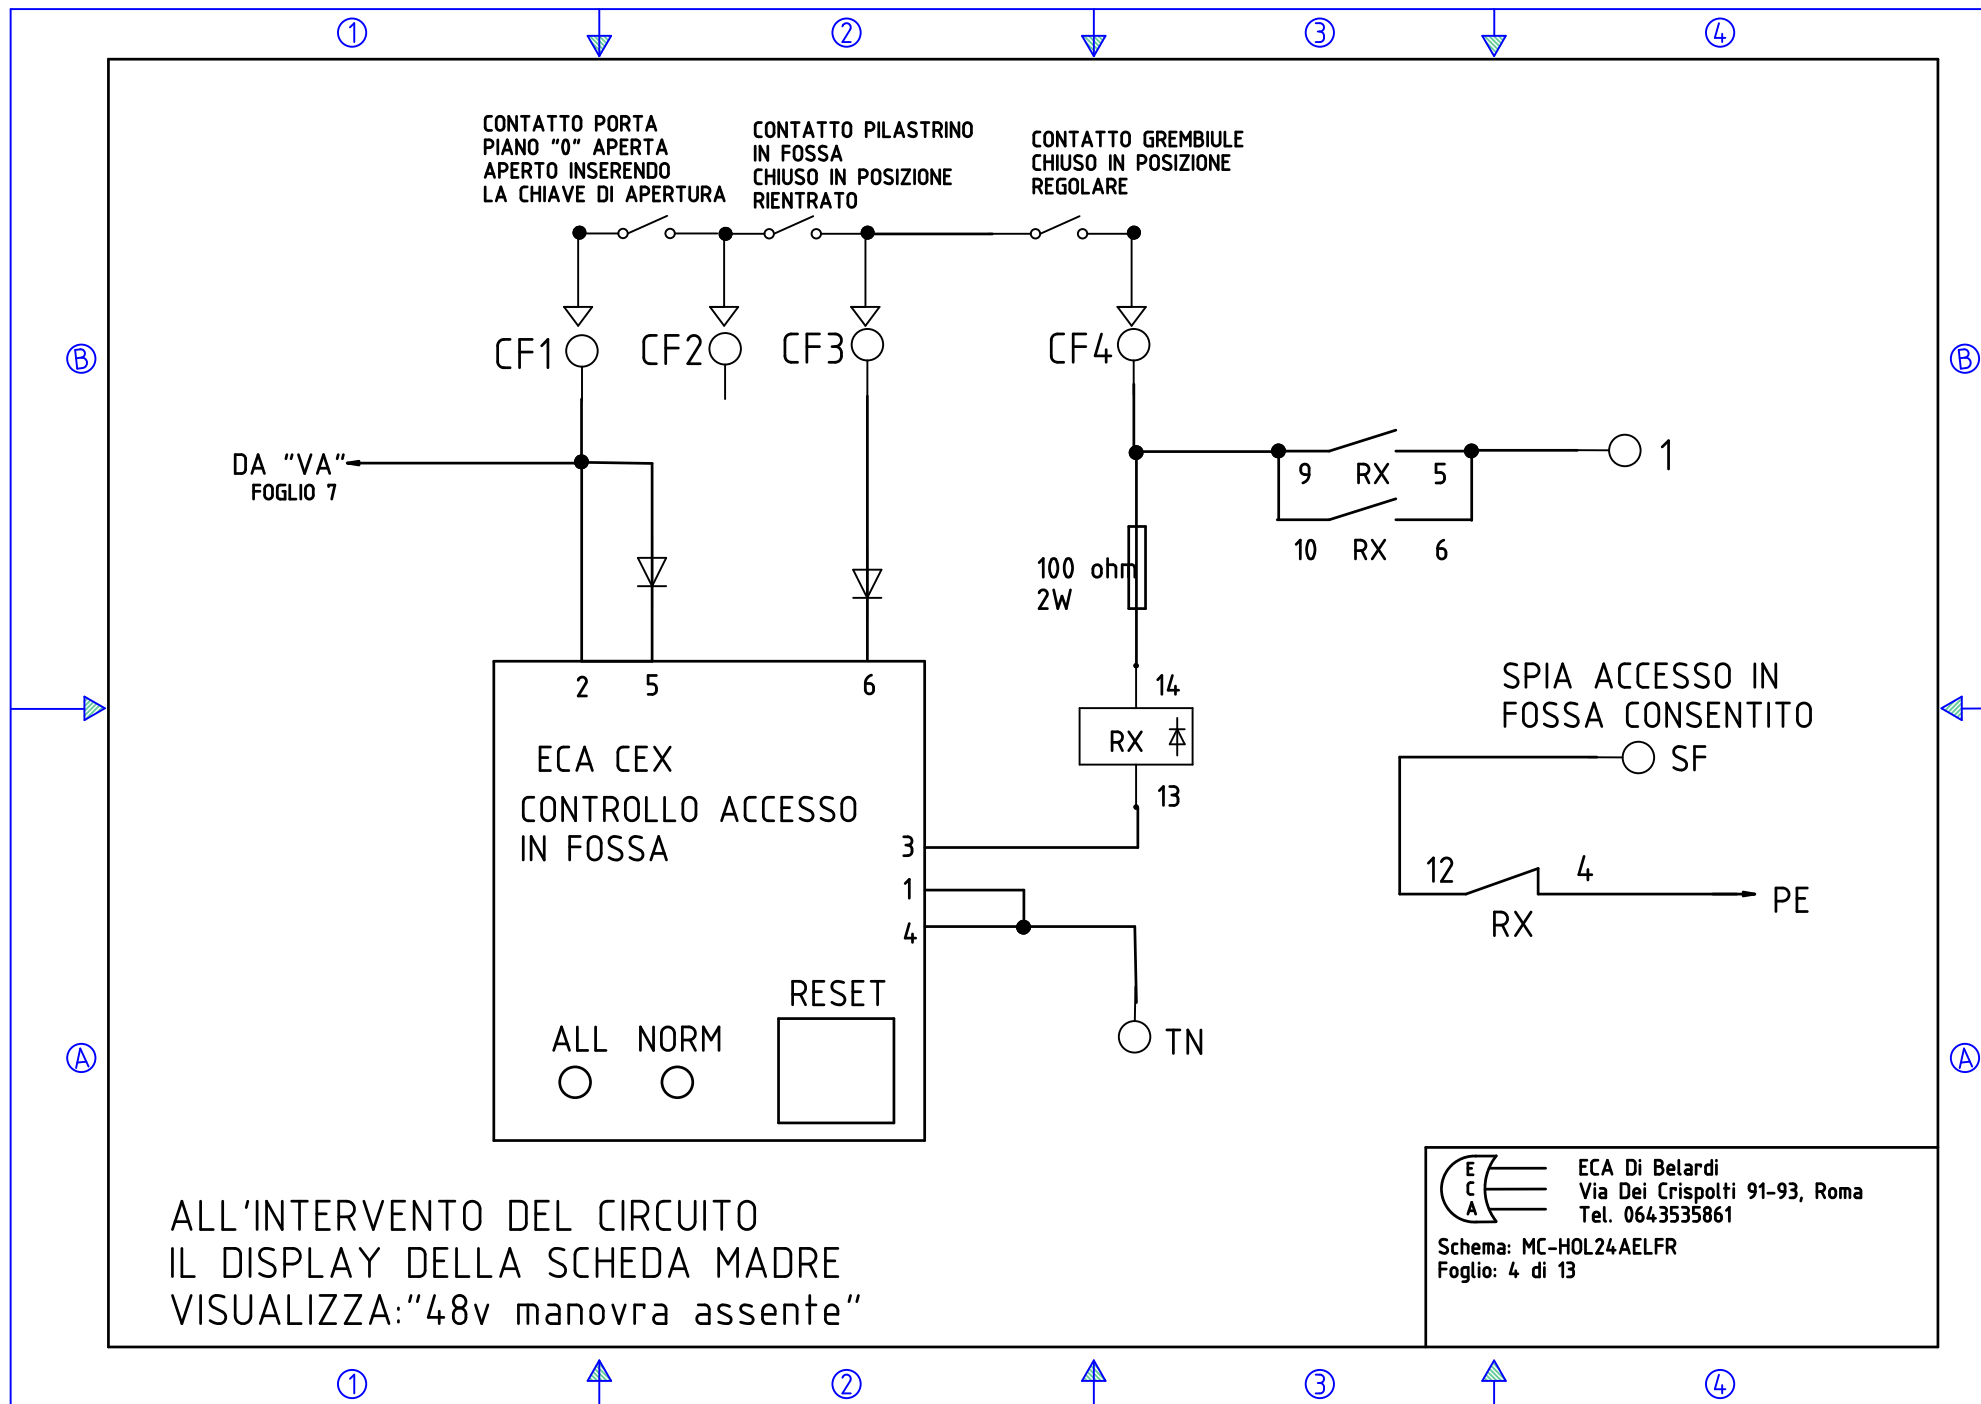 1 2 3 4
CONTATTO PORTA
PIANO "0" APERTA
APERTO INSERENDO
LA CHIAVE DI APERTURA
CONTATTO PILASTRINO
IN FOSSA
CHIUSO IN POSIZIONE
RIENTRATO
CONTATTO GREMBIULE
CHIUSO IN POSIZIONE
REGOLARE
CF1 CF2 CF3 CF4
B B
DA "VA"
FOGLIO 7
1
9 RX 5
10 RX 6
100 ohm
2W
2 5 6
14
RX
13
SPIA ACCESSO IN
FOSSA CONSENTITO
SF
12 4
RX
PE
ECA CEX
CONTROLLO ACCESSO
IN FOSSA
3
1
4
RESET
ALL NORM
TN
A A
ALL'INTERVENTO DEL CIRCUITO
IL DISPLAY DELLA SCHEDA MADRE
VISUALIZZA:"48v manovra assente"
E
C
A
ECA Di Belardi
Via Dei Crispolti 91-93, Roma
Tel. 0643535861
Schema: MC-HOL24AELFR
Foglio: 4 di 13
1 2 3 4